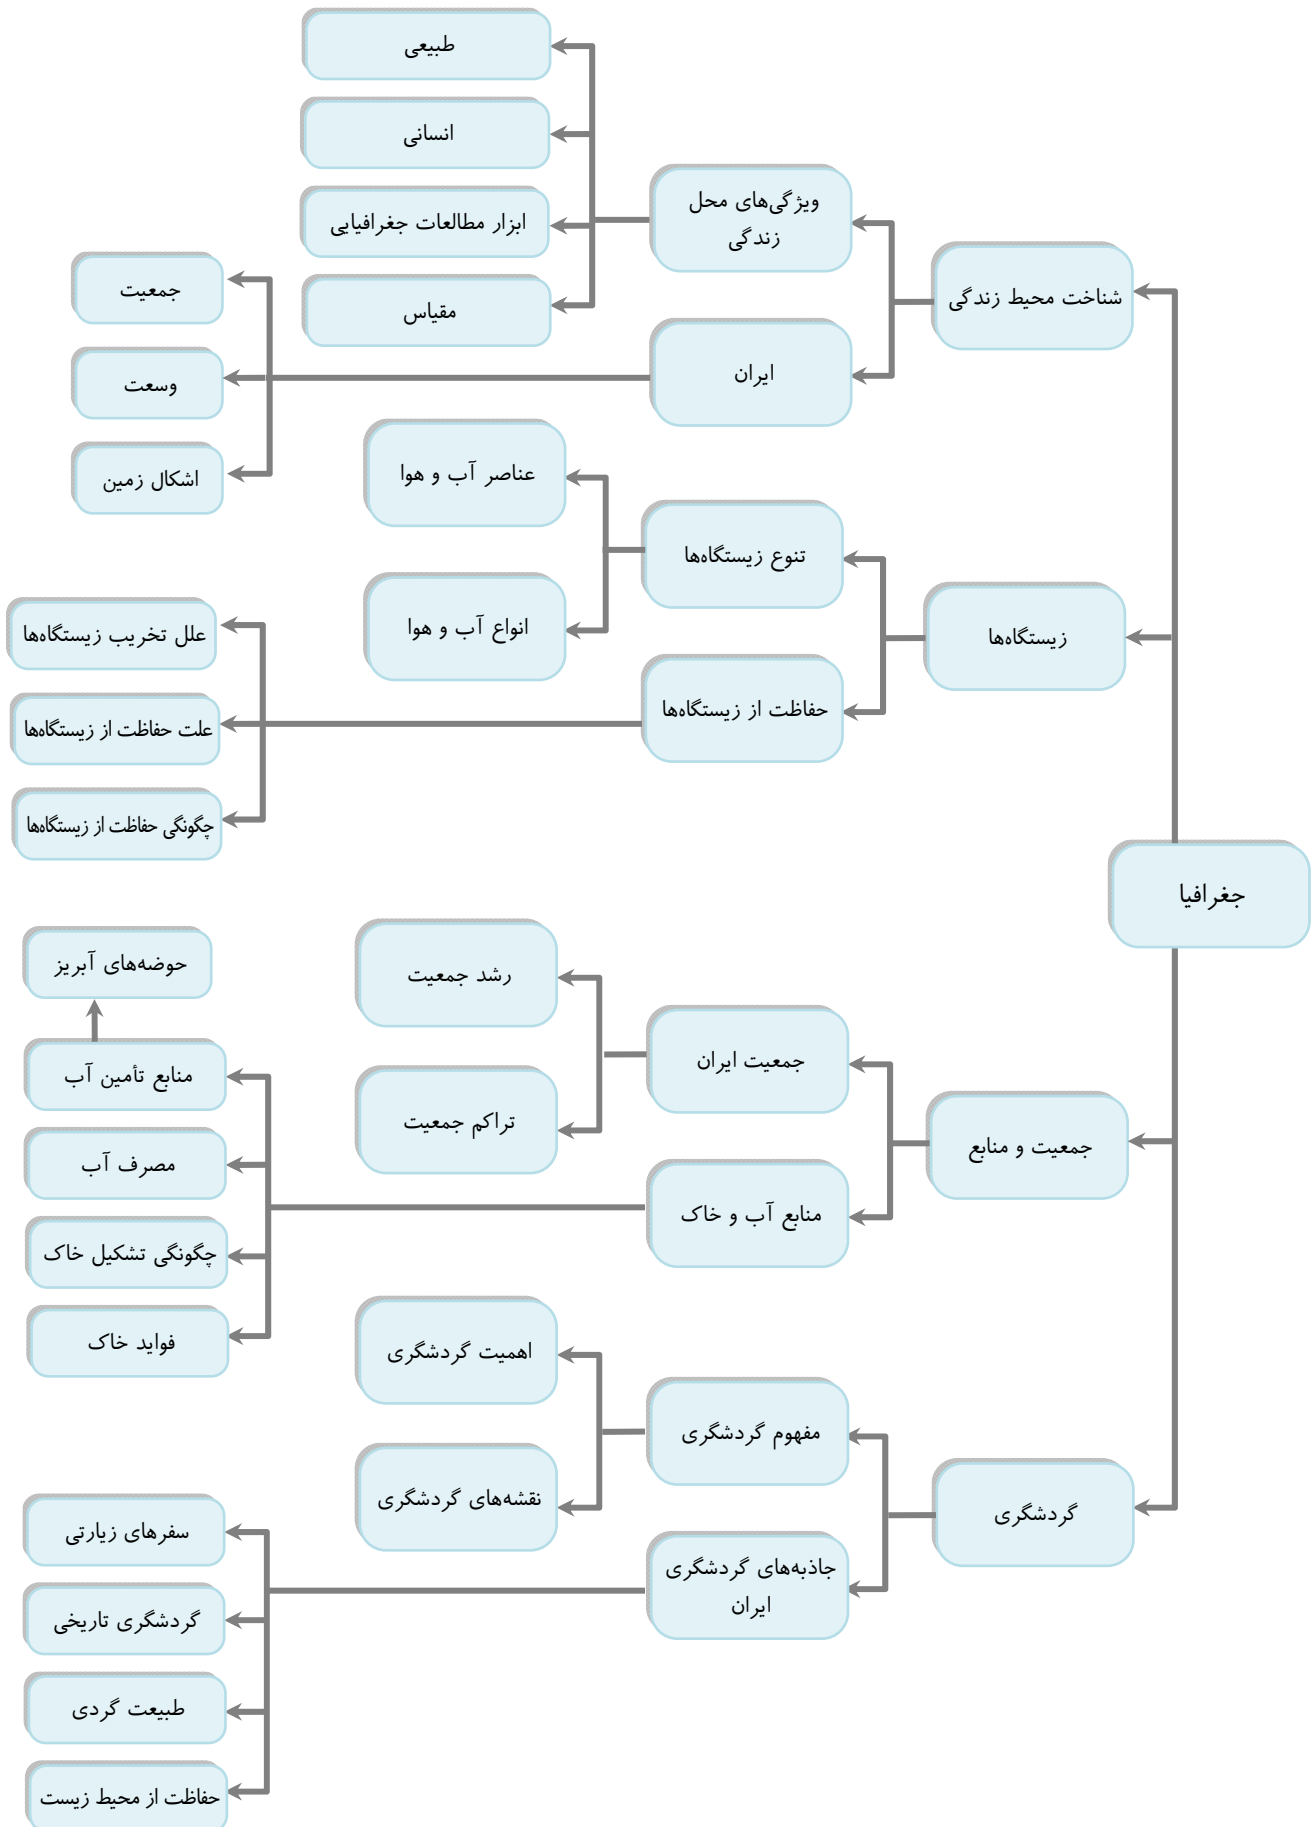 جغرافیا
شناخت محیط زندگی
ویژگی‌های محل
زندگی
طبیعی
انسانی
ابزار مطالعات جغرافیایی
مقیاس
ایران
جمعیت
وسعت
اشکال زمین
زیستگاه‌ها
تنوع زیستگاه‌ها
عناصر آب و هوا
انواع آب و هوا
حفاظت از زیستگاه‌ها
علل تخریب زیستگاه‌ها
علت حفاظت از زیستگاه‌ها
چگونگی حفاظت از زیستگاه‌ها
جمعیت و منابع
جمعیت ایران
رشد جمعیت
تراکم جمعیت
منابع آب و خاک
منابع تأمین آب
حوضه‌های آبریز
مصرف آب
چگونگی تشکیل خاک
فواید خاک
گردشگری
مفهوم گردشگری
اهمیت گردشگری
نقشه‌های گردشگری
جاذبه‌های گردشگری
ایران
سفرهای زیارتی
گردشگری تاریخی
طبیعت گردی
حفاظت از محیط زیست